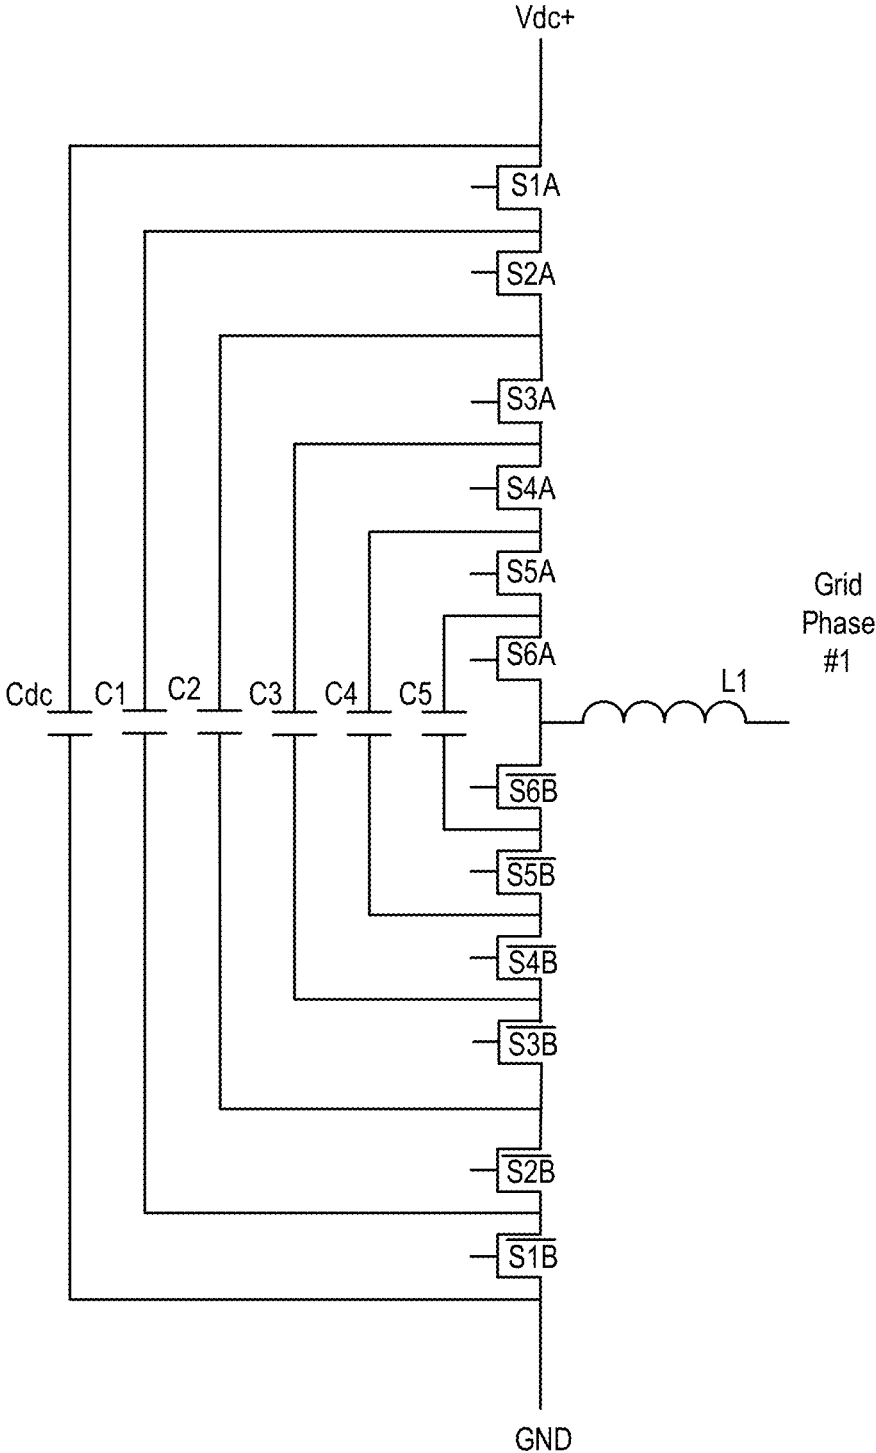 Vdc+
S1A
S2A
S3A
S4A
S5A
Grid
Phase
#1
S6A
L1
Cdc
C1
C2
C3
C4
C5
S6B
S5B
S4B
S3B
S2B
S1B
GND